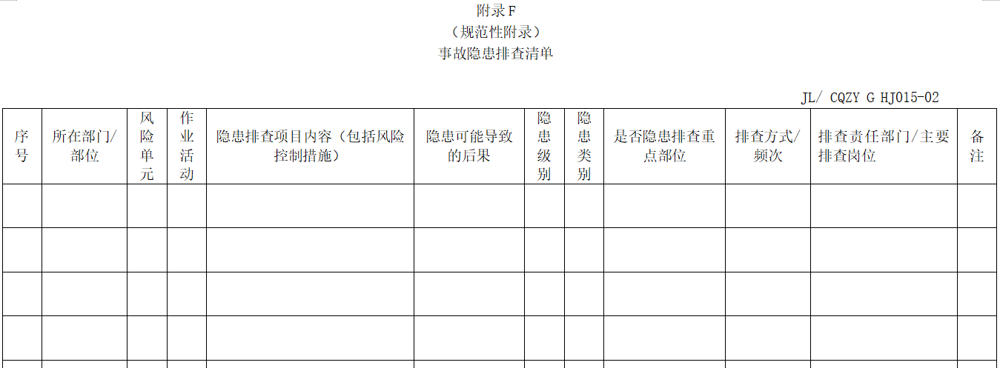 附录F
（规范性附录）
事故隐患排查清单
JL/ CQZY G HJ015-02
序
号
所在部门/
部位
风
险
单
元
作
业
活
动
隐患排查项目内容（包括风险
控制措施）
隐患可能导致
的后果
隐
患
级
别
隐
患
类
别
是否隐患排查重
点部位
排查方式/
频次
排查责任部门/主要
排查岗位
备
注